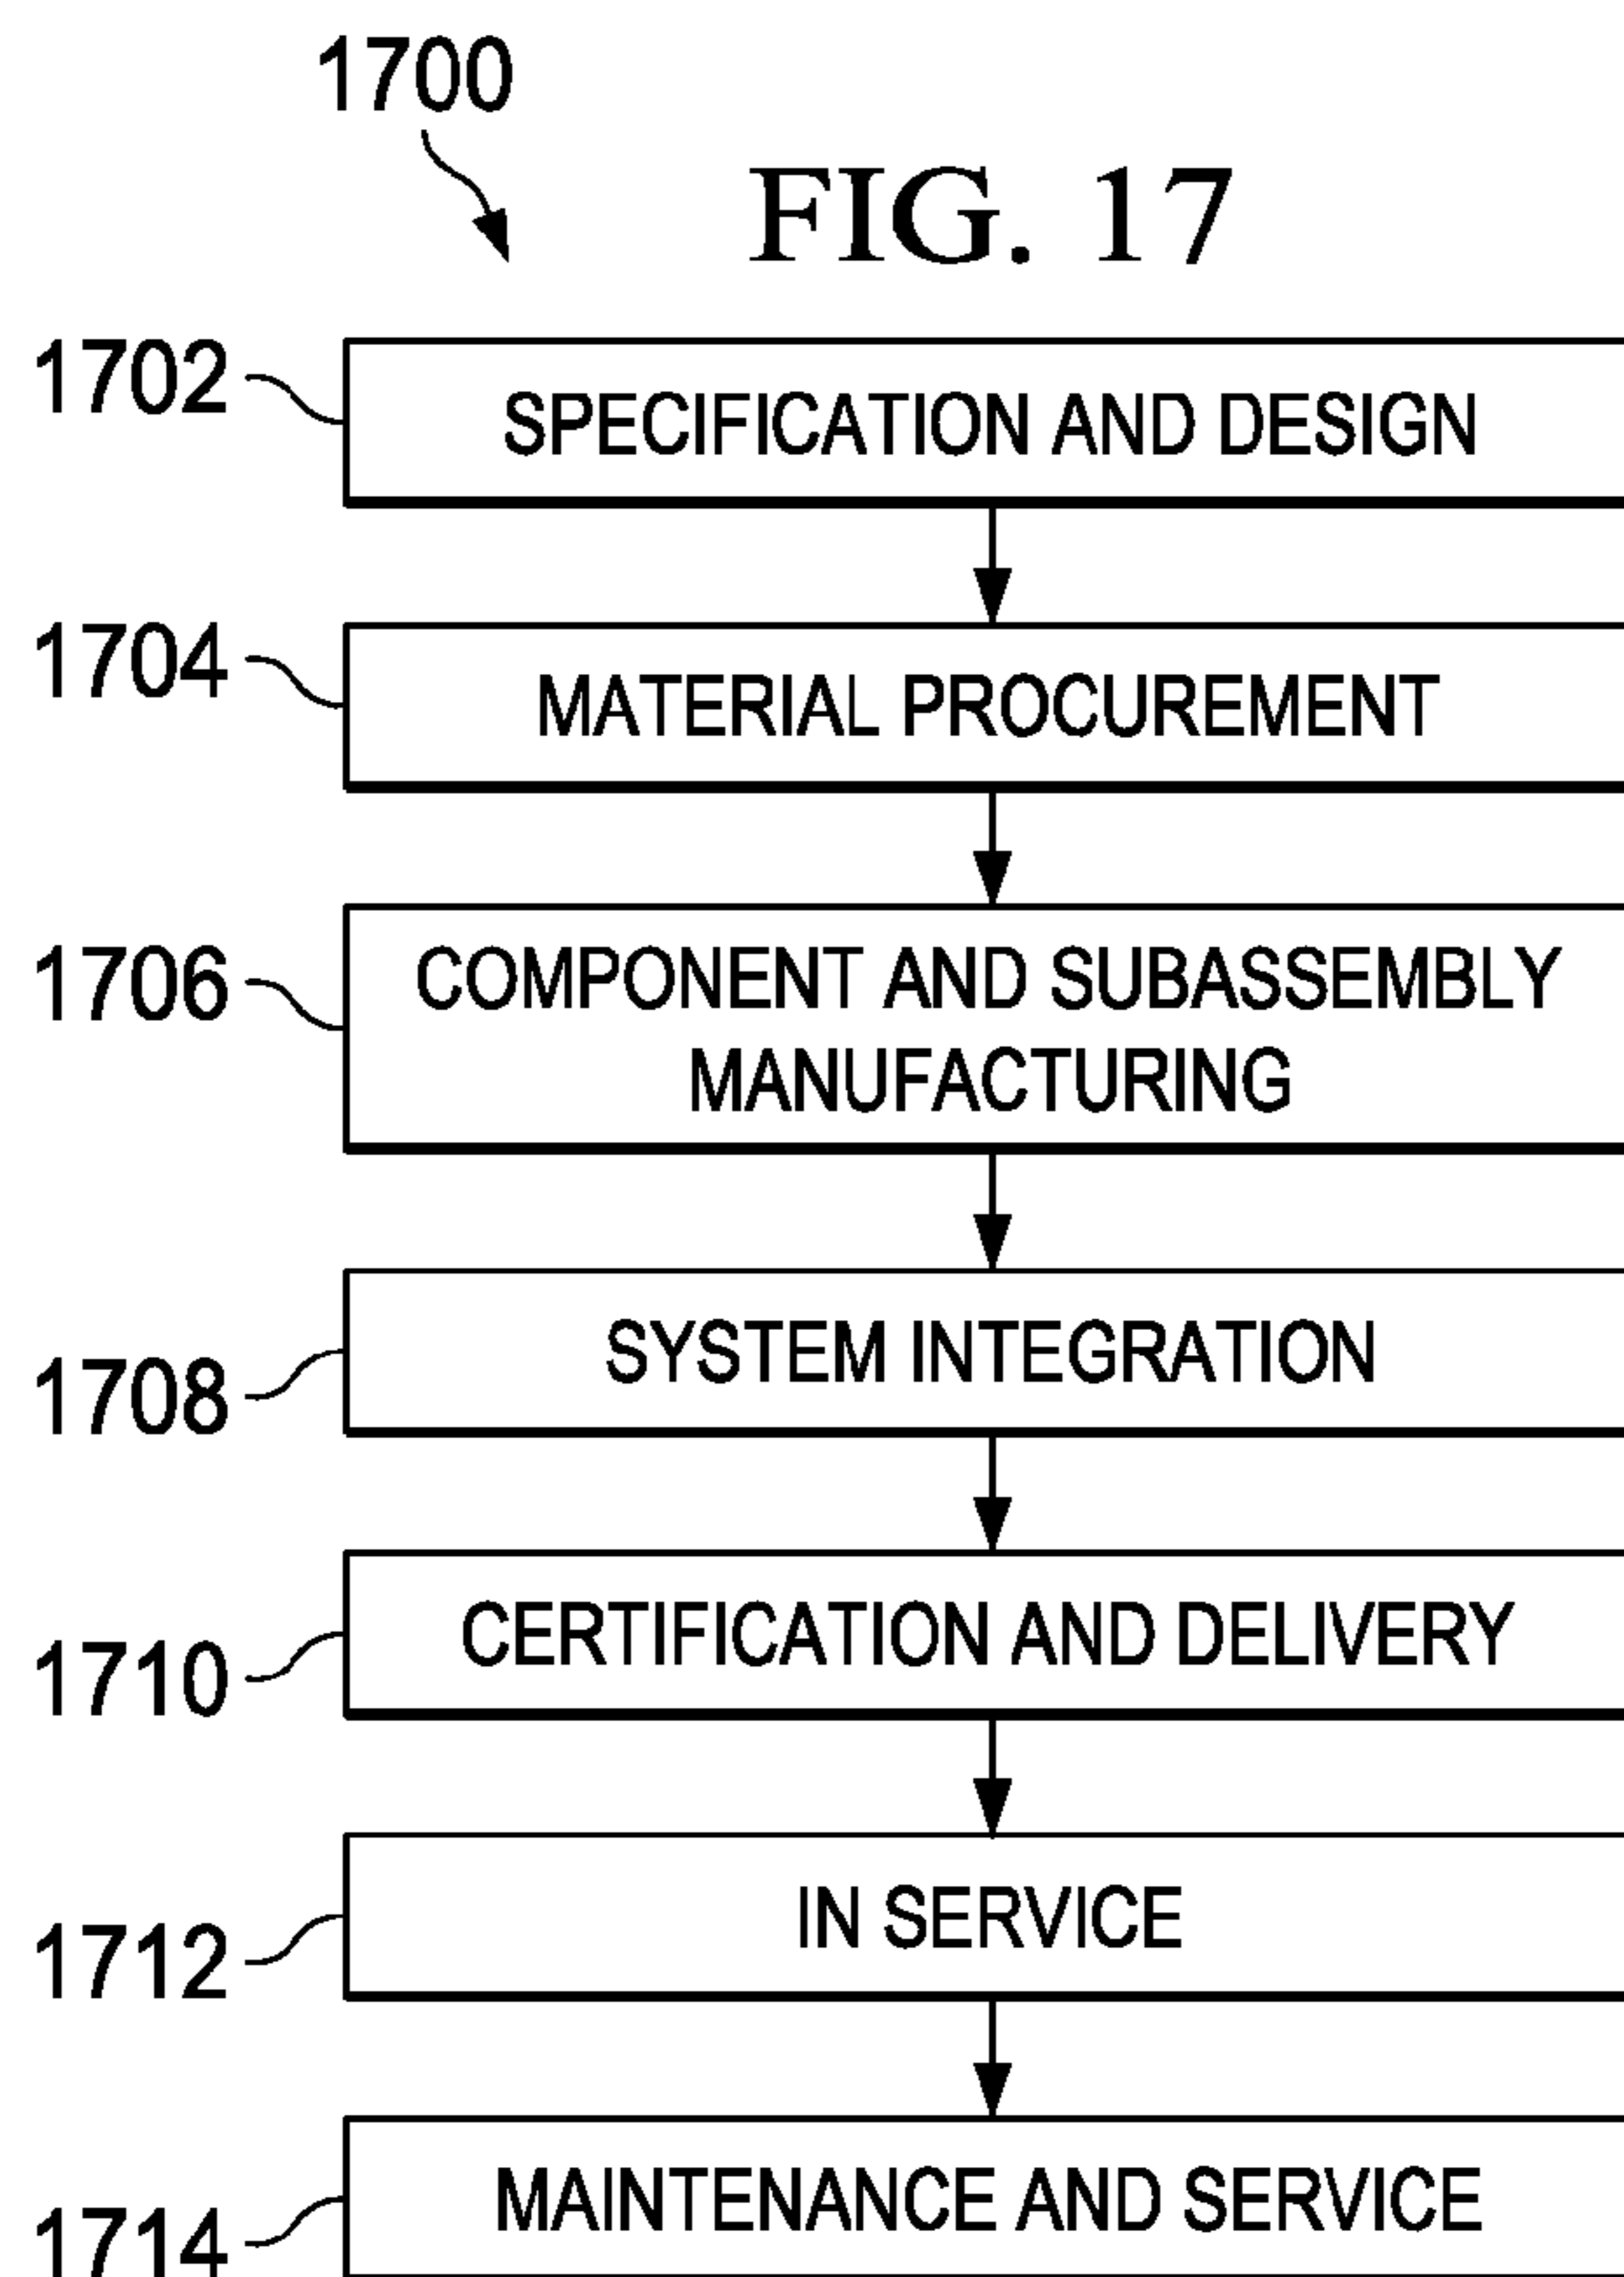 1700
FIG. 17
1702
SPECIFICATION AND DESIGN
1704
MATERIAL PROCUREMENT
1706
COMPONENT AND SUBASSEMBLY
MANUFACTURING
1708
SYSTEM INTEGRATION
1710
CERTIFICATION AND DELIVERY
1712
IN SERVICE
1714
MAINTENANCE AND SERVICE